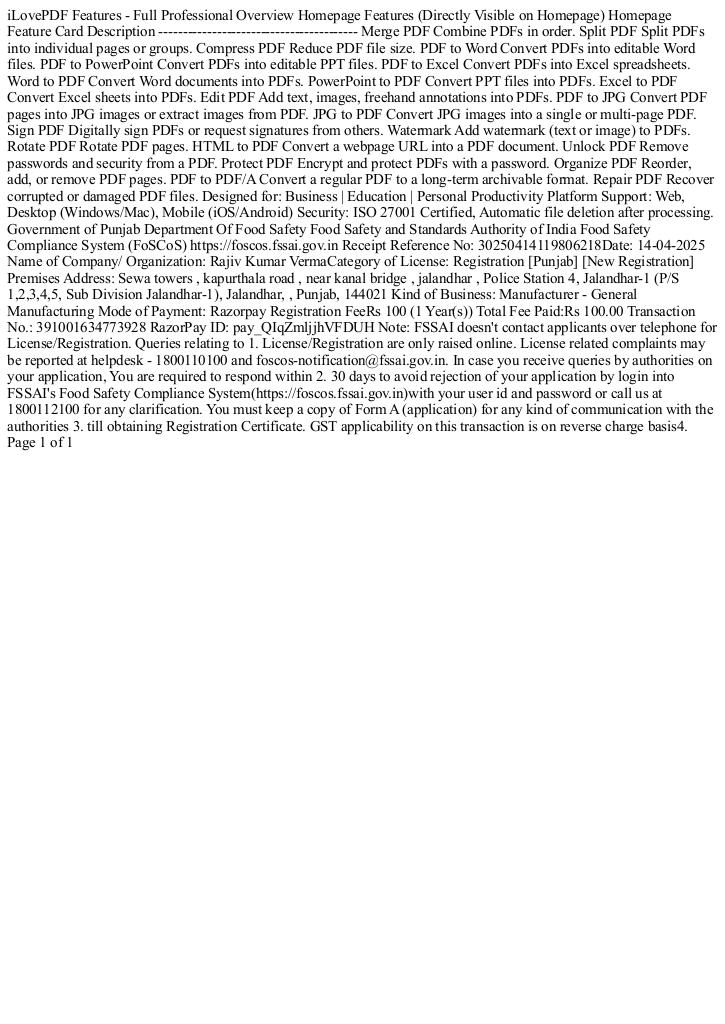 iLovePDF Features - Full Professional Overview Homepage Features (Directly Visible on Homepage) Homepage
Feature Card Description ----------------------------------------- Merge PDF Combine PDFs in order. Split PDF Split PDFs
into individual pages or groups. Compress PDF Reduce PDF file size. PDF to Word Convert PDFs into editable Word
files. PDF to PowerPoint Convert PDFs into editable PPT files. PDF to Excel Convert PDFs into Excel spreadsheets.
Word to PDF Convert Word documents into PDFs. PowerPoint to PDF Convert PPT files into PDFs. Excel to PDF
Convert Excel sheets into PDFs. Edit PDF Add text, images, freehand annotations into PDFs. PDF to JPG Convert PDF
pages into JPG images or extract images from PDF. JPG to PDF Convert JPG images into a single or multi-page PDF.
Sign PDF Digitally sign PDFs or request signatures from others. Watermark Add watermark (text or image) to PDFs.
Rotate PDF Rotate PDF pages. HTML to PDF Convert a webpage URL into a PDF document. Unlock PDF Remove
passwords and security from a PDF. Protect PDF Encrypt and protect PDFs with a password. Organize PDF Reorder,
add, or remove PDF pages. PDF to PDF/A Convert a regular PDF to a long-term archivable format. Repair PDF Recover
corrupted or damaged PDF files. Designed for: Business | Education | Personal Productivity Platform Support: Web,
Desktop (Windows/Mac), Mobile (iOS/Android) Security: ISO 27001 Certified, Automatic file deletion after processing.
Government of Punjab Department Of Food Safety Food Safety and Standards Authority of India Food Safety
Compliance System (FoSCoS) https://foscos.fssai.gov.in Receipt Reference No: 30250414119806218Date: 14-04-2025
Name of Company/ Organization: Rajiv Kumar VermaCategory of License: Registration [Punjab] [New Registration]
Premises Address: Sewa towers , kapurthala road , near kanal bridge , jalandhar , Police Station 4, Jalandhar-1 (P/S
1,2,3,4,5, Sub Division Jalandhar-1), Jalandhar, , Punjab, 144021 Kind of Business: Manufacturer - General
Manufacturing Mode of Payment: Razorpay Registration FeeRs 100 (1 Year(s)) Total Fee Paid:Rs 100.00 Transaction
No.: 391001634773928 RazorPay ID: pay_QIqZmljjhVFDUH Note: FSSAI doesn't contact applicants over telephone for
License/Registration. Queries relating to 1. License/Registration are only raised online. License related complaints may
be reported at helpdesk - 1800110100 and foscos-notification@fssai.gov.in. In case you receive queries by authorities on
your application, You are required to respond within 2. 30 days to avoid rejection of your application by login into
FSSAI's Food Safety Compliance System(https://foscos.fssai.gov.in)with your user id and password or call us at
1800112100 for any clarification. You must keep a copy of Form A (application) for any kind of communication with the
authorities 3. till obtaining Registration Certificate. GST applicability on this transaction is on reverse charge basis4.
Page 1 of 1